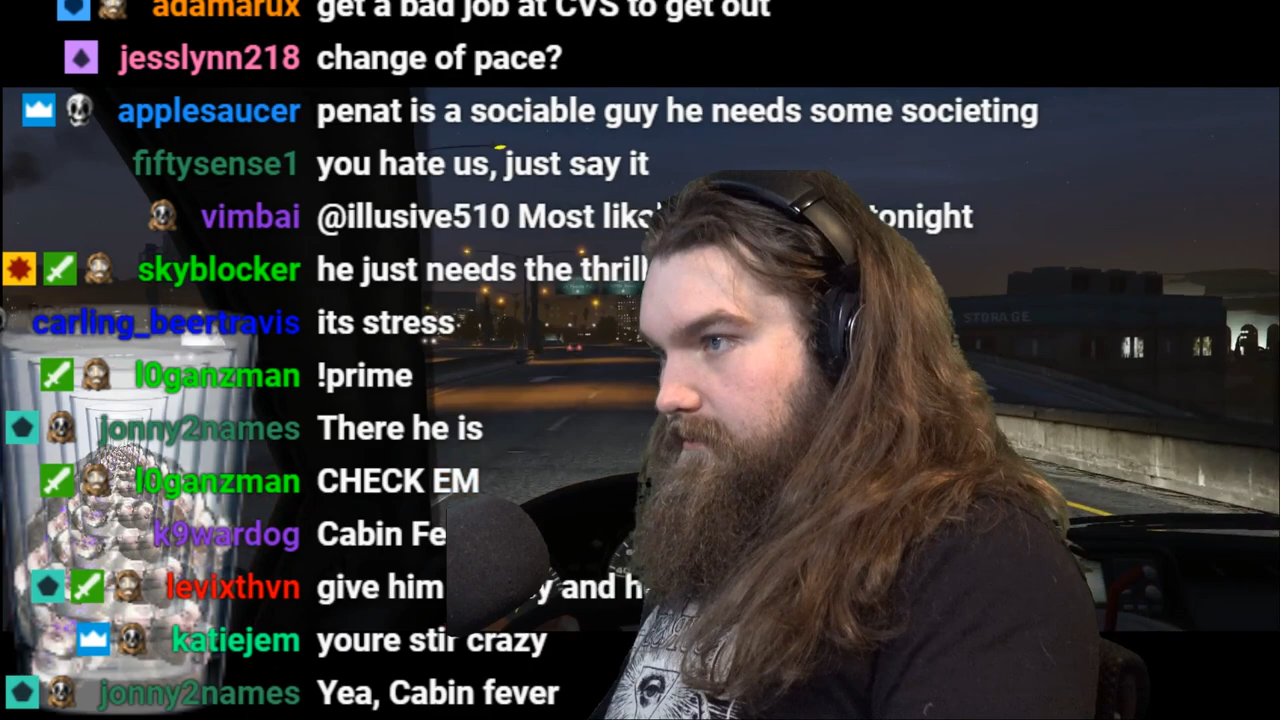 adamarux get a bad job at CVS to get out
jesslynn218 change of pace?
applesaucer penat is a sociable guy he needs some societing
fiftysense1 you hate us, just say it
vimbai @illusive510 Most tonight
skyblocker he just needs the thrill
carling_beertravis its stress
STORAGE
l0ganzman !prime
jonny2names There he is
l0ganzman CHECK EM
k9wardog Cabin Fe
levixthvn give him and
katiejem youre stir crazy
jonny2names Yea, Cabin fever